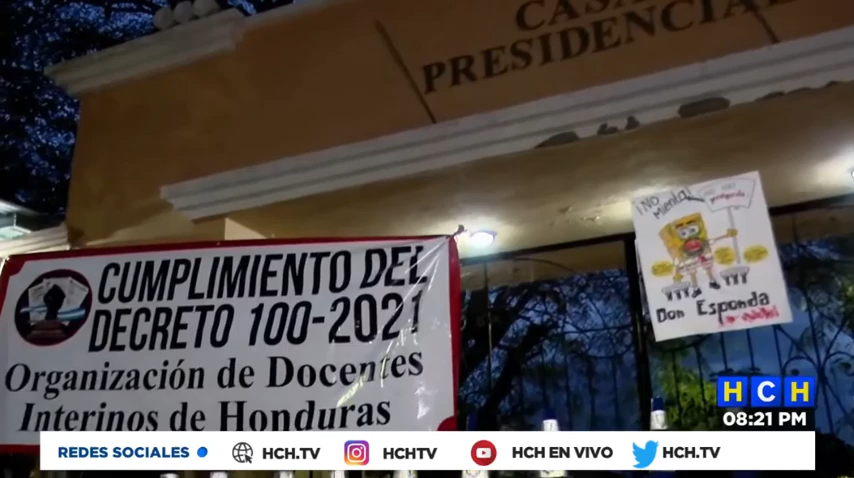 CASA
PRESIDENCIAL
CUMPLIMIENTO DEL
DECRETO 100-2021
Organización de Docentes
Interinos de Honduras
¡NO
Mienta!
Don Esponda
HCH
08:21 PM
REDES SOCIALES
HCH.TV
HCHTV
HCH EN VIVO
HCH.TV